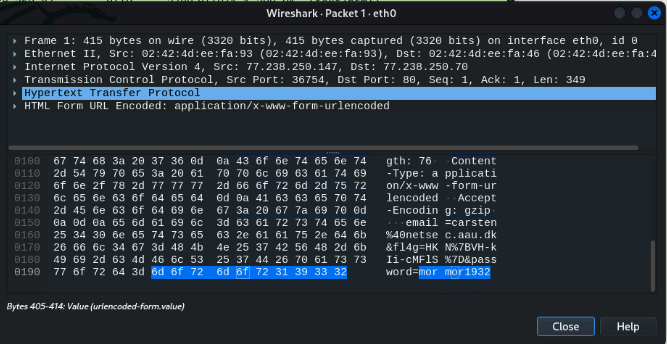 Wireshark · Packet 1 · eth0
Frame 1: 415 bytes on wire (3320 bits), 415 bytes captured (3320 bits) on interface eth0, id 0
Ethernet II, Src: 02:42:4d:ee:fa:93 (02:42:4d:ee:fa:93), Dst: 02:42:4d:ee:fa:46 (02:42:4d:ee:
Internet Protocol Version 4, Src: 77.238.250.147, Dst: 77.238.250.70
Transmission Control Protocol, Src Port: 36754, Dst Port: 80, Seq: 1, Ack: 1, Len: 349
Hypertext Transfer Protocol
HTML Form URL Encoded: application/x-www-form-urlencoded
0100 67 74 68 3a 20 37 36 0d 0a 43 6f 6e 74 65 6e 74 gth: 76·· Content
0110 2d 54 79 70 65 3a 20 61 70 70 6c 69 63 61 74 69 -Type: a pplicati
0120 6f 6e 2f 78 2d 77 77 77 2d 66 6f 72 6d 2d 75 72 on/x-www -form-ur
0130 6c 65 6e 63 6f 64 65 64 0d 0a 41 63 63 65 70 74 lencoded ··Accept
0140 2d 45 6e 63 6f 64 69 6e 67 3a 20 67 7a 69 70 0d -Encodin g: gzip·
0150 0a 0d 0a 65 6d 61 69 6c 3d 63 61 72 73 74 65 6e ···email =carsten
0160 25 34 30 6e 65 74 73 65 63 2e 61 61 75 2e 64 6b %40netse c.aau.dk
0170 26 66 6c 34 67 3d 48 4b 4e 25 37 42 56 48 2d 6b &fl4g=HK N%7BVH-k
0180 49 69 2d 63 4d 46 6c 53 25 37 44 26 70 61 73 73 Ii-cMFlS %7D&pass
0190 77 6f 72 64 3d 6d 6f 72 6d 6f 72 31 39 33 32 word=mor mor1932
Bytes 405-414: Value (urlencoded-form.value)
Close Help